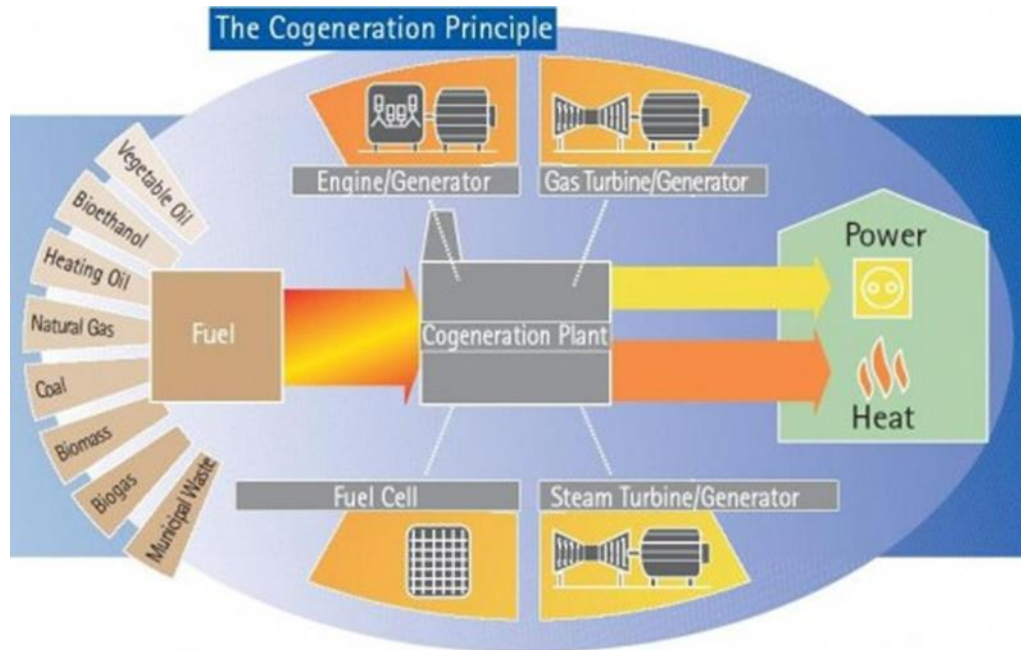 The Cogeneration Principle
Engine/Generator
Gas Turbine/Generator
Vegetable Oil
Bioethanol
Heating Oil
Natural Gas
Coal
Biomass
Biogas
Municipal Waste
Fuel
Cogeneration Plant
Power
Heat
Fuel Cell
Steam Turbine/Generator